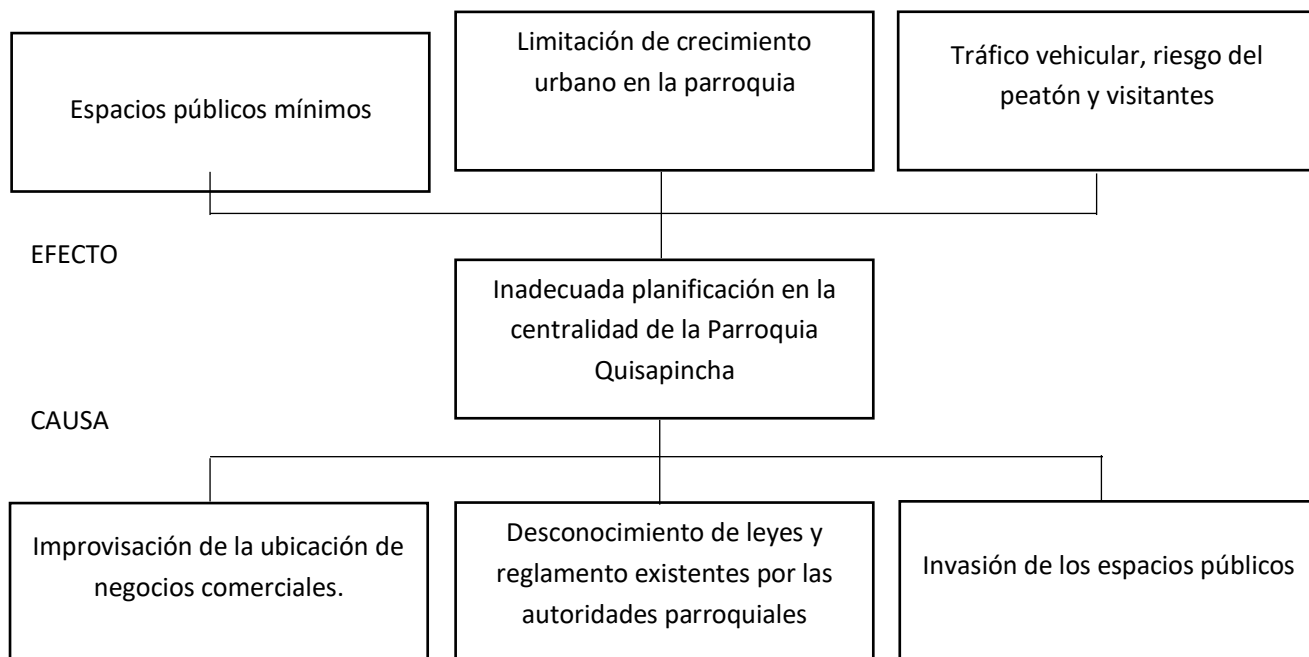 Espacios públicos mínimos
Limitación de crecimiento
urbano en la parroquia
Tráfico vehicular, riesgo del
peatón y visitantes
EFECTO
Inadecuada planificación en la
centralidad de la Parroquia
Quisapincha
CAUSA
Improvisación de la ubicación de
negocios comerciales.
Desconocimiento de leyes y
reglamento existentes por las
autoridades parroquiales
Invasión de los espacios públicos